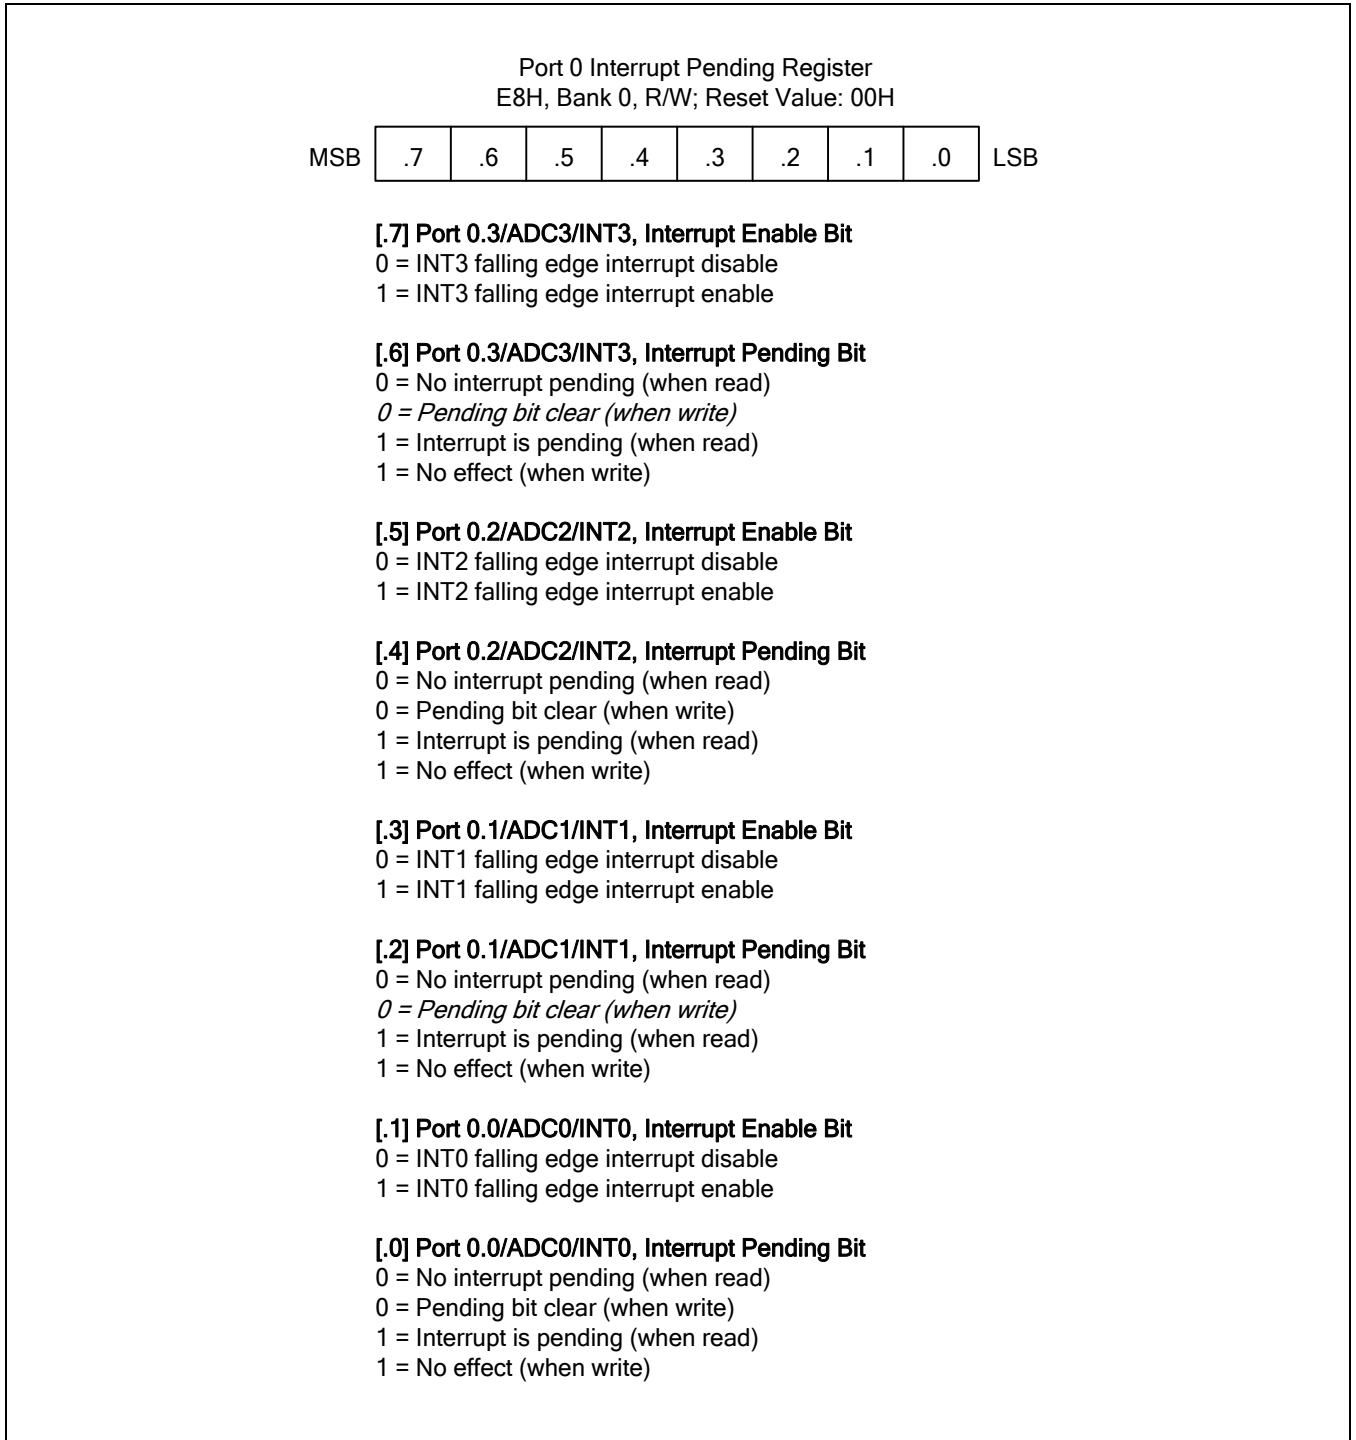 Port 0 Interrupt Pending Register
E8H, Bank 0, R/W; Reset Value: 00H
MSB .7 .6 .5 .4 .3 .2 .1 .0 LSB
[.7] Port 0.3/ADC3/INT3, Interrupt Enable Bit
0 = INT3 falling edge interrupt disable
1 = INT3 falling edge interrupt enable
[.6] Port 0.3/ADC3/INT3, Interrupt Pending Bit
0 = No interrupt pending (when read)
0 = Pending bit clear (when write)
1 = Interrupt is pending (when read)
1 = No effect (when write)
[.5] Port 0.2/ADC2/INT2, Interrupt Enable Bit
0 = INT2 falling edge interrupt disable
1 = INT2 falling edge interrupt enable
[.4] Port 0.2/ADC2/INT2, Interrupt Pending Bit
0 = No interrupt pending (when read)
0 = Pending bit clear (when write)
1 = Interrupt is pending (when read)
1 = No effect (when write)
[.3] Port 0.1/ADC1/INT1, Interrupt Enable Bit
0 = INT1 falling edge interrupt disable
1 = INT1 falling edge interrupt enable
[.2] Port 0.1/ADC1/INT1, Interrupt Pending Bit
0 = No interrupt pending (when read)
0 = Pending bit clear (when write)
1 = Interrupt is pending (when read)
1 = No effect (when write)
[.1] Port 0.0/ADC0/INT0, Interrupt Enable Bit
0 = INT0 falling edge interrupt disable
1 = INT0 falling edge interrupt enable
[.0] Port 0.0/ADC0/INT0, Interrupt Pending Bit
0 = No interrupt pending (when read)
0 = Pending bit clear (when write)
1 = Interrupt is pending (when read)
1 = No effect (when write)